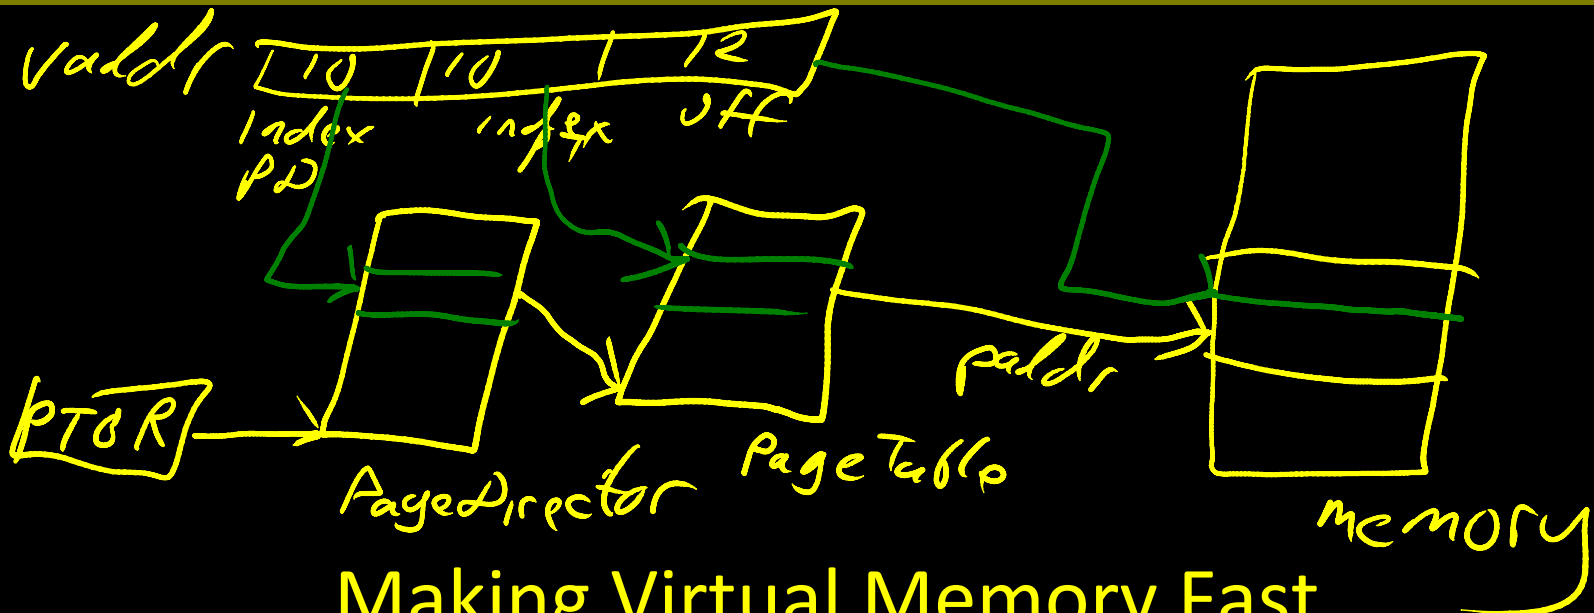 vaddr 10 10 12
Index index off
PD
PTBR
paddr
PageDirector
PageTable
memory
Making Virtual Memory Fast